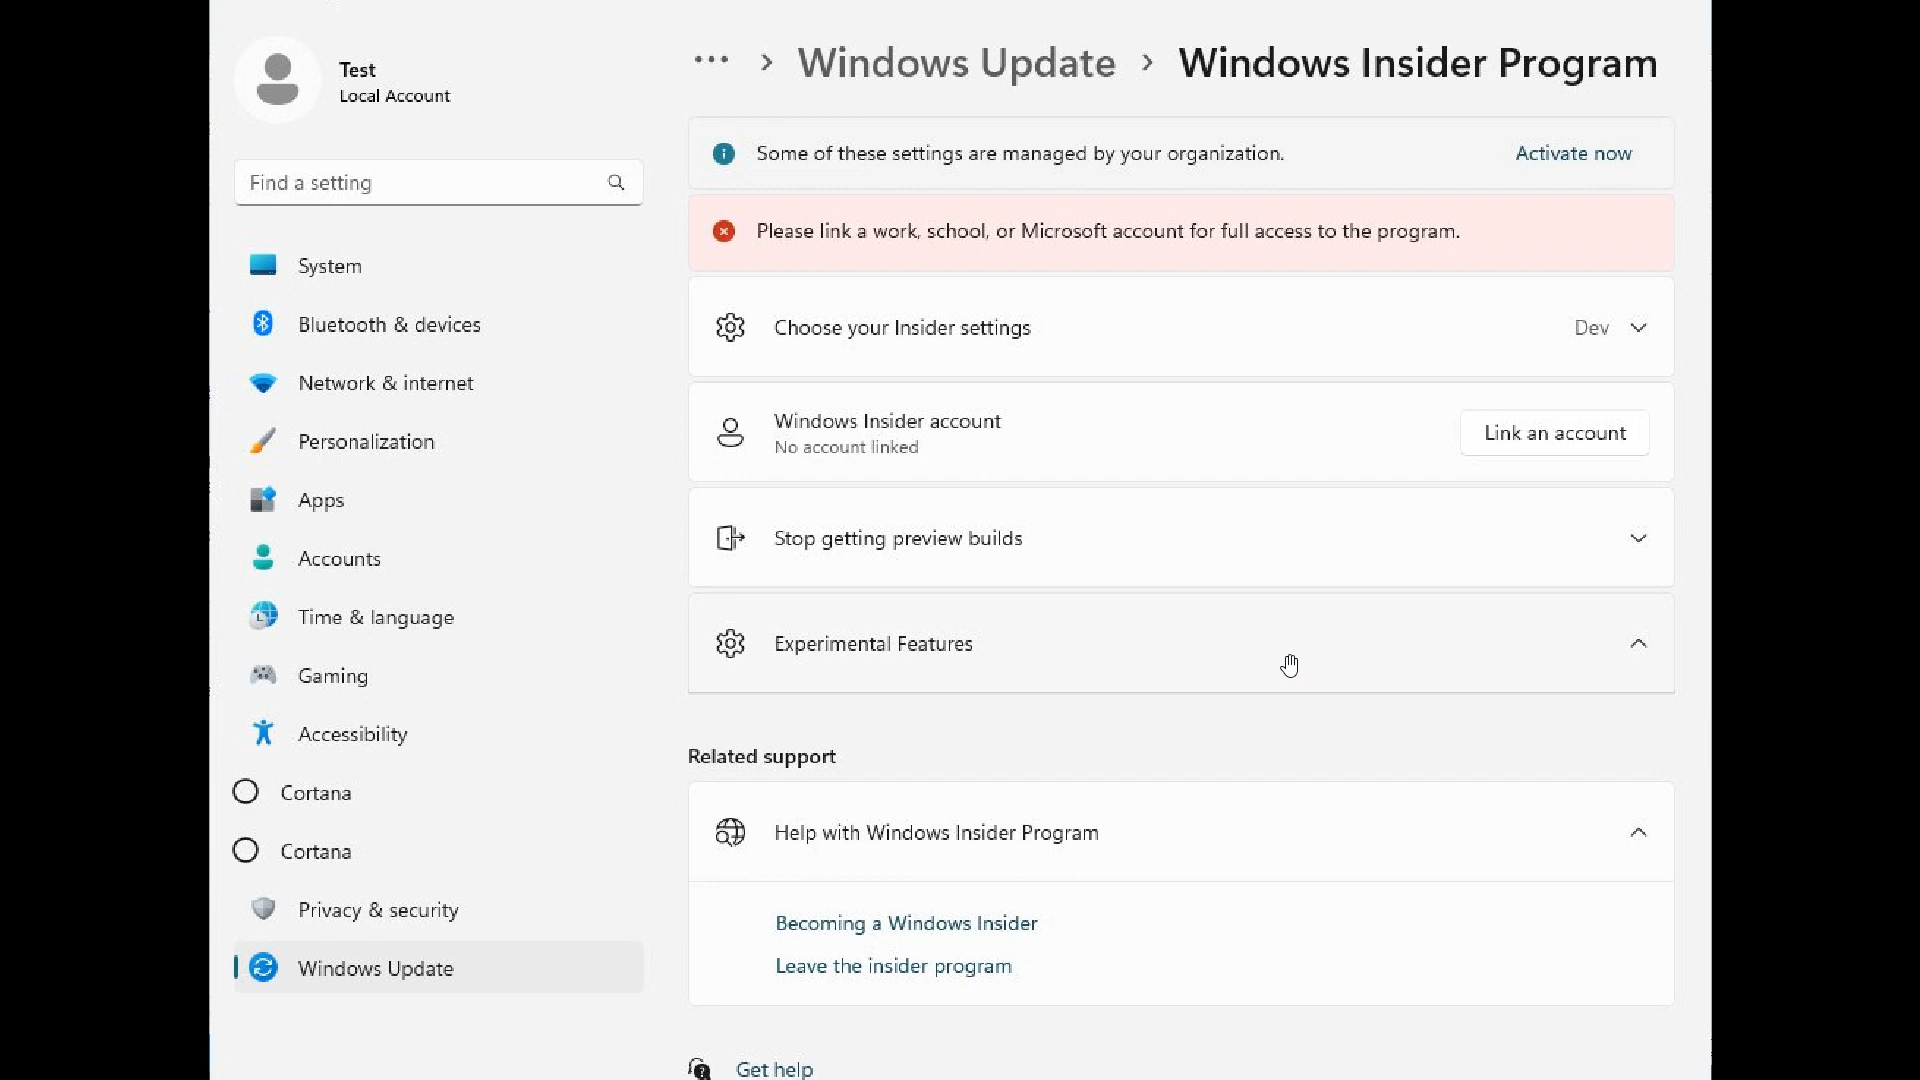 Test
Local Account
Find a setting
System
Bluetooth & devices
Network & internet
Personalization
Apps
Accounts
Time & language
Gaming
Accessibility
Cortana
Cortana
Privacy & security
Windows Update
··· > Windows Update > Windows Insider Program
Some of these settings are managed by your organization. Activate now
Please link a work, school, or Microsoft account for full access to the program.
Choose your Insider settings Dev
Windows Insider account
No account linked
Link an account
Stop getting preview builds
Experimental Features
Related support
Help with Windows Insider Program
Becoming a Windows Insider
Leave the insider program
Get help